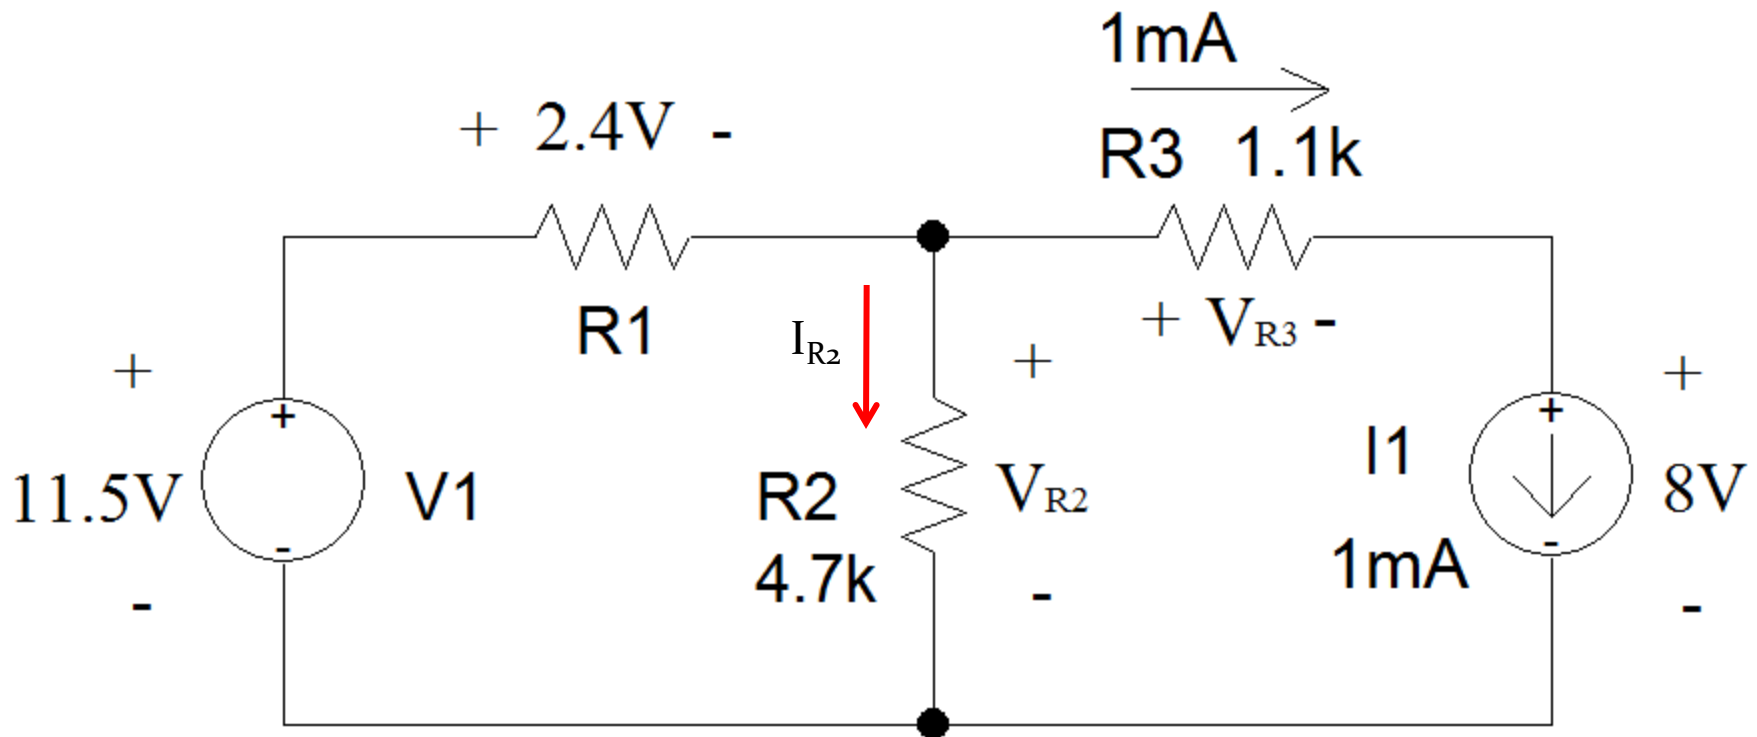 1mA
+ 2.4V -
R3 1.1k
R1
+ VR3 -
IR2
+
+
-
11.5V
V1
+
-
R2
4.7k
+
VR2
-
I1
1mA
+
-
+
8V
-